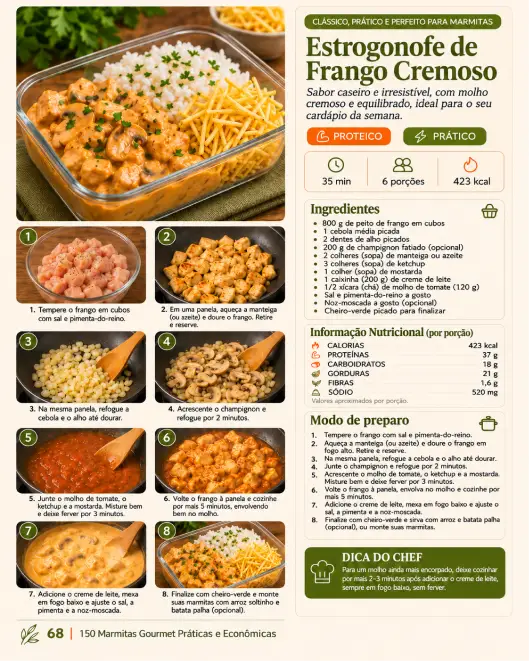 CLÁSSICO, PRÁTICO E PERFEITO PARA MARMITAS
Estrogonofe de
Frango Cremoso
Sabor caseiro e irresistível, com molho
cremoso e equilibrado, ideal para o seu
cardápio da semana.
PROTEICO
PRÁTICO
35 min
6 porções
423 kcal
Ingredientes
• 800 g de peito de frango em cubos
• 1 cebola média picada
• 2 dentes de alho picados
• 200 g de champignon fatiado (opcional)
• 2 colheres (sopa) de manteiga ou azeite
• 3 colheres (sopa) de ketchup
• 1 colher (sopa) de mostarda
• 1 caixinha (200 g) de creme de leite
• 1/2 xícara (chá) de molho de tomate (120 g)
• Sal e pimenta-do-reino a gosto
• Noz-moscada a gosto (opcional)
• Cheiro-verde picado para finalizar
Informação Nutricional (por porção)
CALORIAS 423 kcal
PROTEÍNAS 37 g
CARBOIDRATOS 18 g
GORDURAS 21 g
FIBRAS 1,6 g
SÓDIO 520 mg
Valores aproximados por porção.
Modo de preparo
1. Tempere o frango com sal e pimenta-do-reino.
2. Aqueça a manteiga (ou azeite) e doure o frango em
fogo alto. Retire e reserve.
3. Na mesma panela, refogue a cebola e o alho até dourar.
4. Junte o champignon e refogue por 2 minutos.
5. Acrescente o molho de tomate, o ketchup e a mostarda.
Misture bem e deixe ferver por 3 minutos.
6. Volte o frango à panela, envolva no molho e cozinhe por
mais 5 minutos.
7. Adicione o creme de leite, mexa em fogo baixo e ajuste o
sal, a pimenta e a noz-moscada.
8. Finalize com cheiro-verde e sirva com arroz e batata palha
(opcional), ou monte suas marmitas.
DICA DO CHEF
Para um molho ainda mais encorpado, deixe cozinhar
por mais 2–3 minutos após adicionar o creme de leite,
sempre em fogo baixo, sem ferver.
1
1. Tempere o frango em cubos
com sal e pimenta-do-reino.
2
2. Em uma panela, aqueça a manteiga
(ou azeite) e doure o frango. Retire
e reserve.
3
3. Na mesma panela, refogue a
cebola e o alho até dourar.
4
4. Acrescente o champignon e
refogue por 2 minutos.
5
5. Junte o molho de tomate, o
ketchup e a mostarda. Misture bem
e deixe ferver por 3 minutos.
6
6. Volte o frango à panela e cozinhe
por mais 5 minutos, envolvendo
bem no molho.
7
7. Adicione o creme de leite, mexa
em fogo baixo e ajuste o sal, a
pimenta e a noz-moscada.
8
8. Finalize com cheiro-verde e monte
suas marmitas com arroz soltinho e
batata palha (opcional).
68 | 150 Marmitas Gourmet Práticas e Econômicas